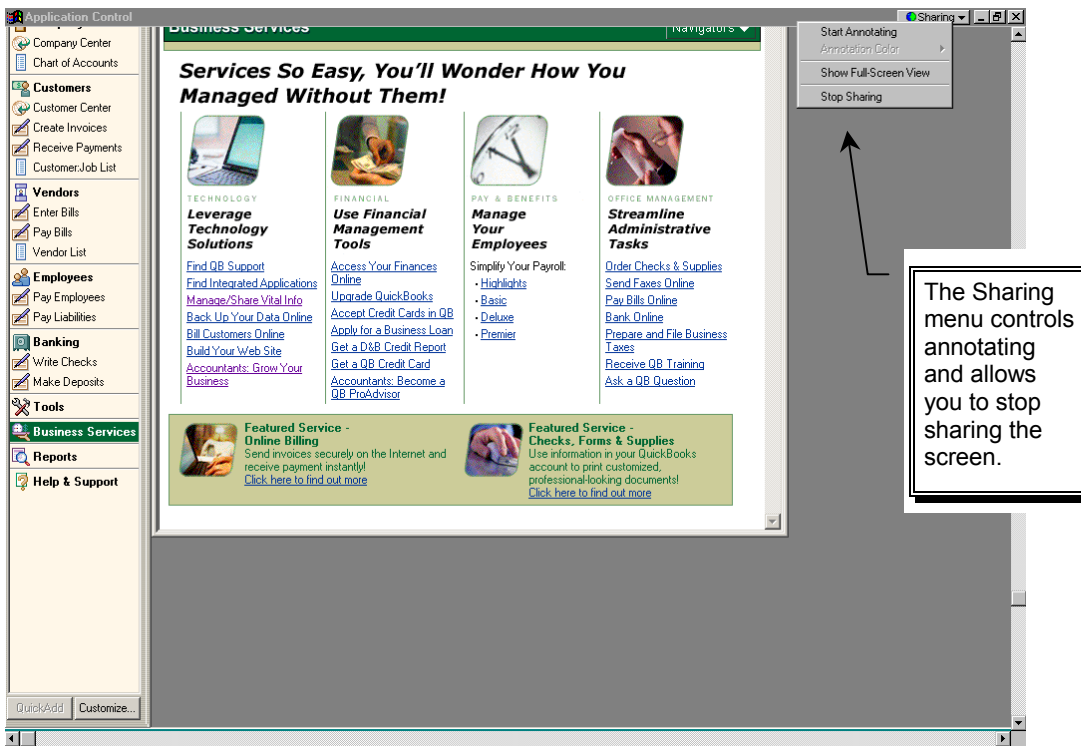 Application Control
Sharing
Company Center
Chart of Accounts
Customers
Customer Center
Create Invoices
Receive Payments
Customer:Job List
Vendors
Enter Bills
Pay Bills
Vendor List
Employees
Pay Employees
Pay Liabilities
Banking
Write Checks
Make Deposits
Tools
Business Services
Reports
Help & Support
QuickAdd
Customize...
Business Services
Navigators
Services So Easy, You'll Wonder How You
Managed Without Them!
TECHNOLOGY
Leverage
Technology
Solutions
Find QB Support
Find Integrated Applications
Manage/Share Vital Info
Back Up Your Data Online
Bill Customers Online
Build Your Web Site
Accountants: Grow Your
Business
FINANCIAL
Use Financial
Management
Tools
Access Your Finances
Online
Upgrade QuickBooks
Accept Credit Cards in QB
Apply for a Business Loan
Get a D&B Credit Report
Get a QB Credit Card
Accountants: Become a
QB ProAdvisor
PAY & BENEFITS
Manage
Your
Employees
Simplify Your Payroll:
• Highlights
• Basic
• Deluxe
• Premier
OFFICE MANAGEMENT
Streamline
Administrative
Tasks
Order Checks & Supplies
Send Faxes Online
Pay Bills Online
Bank Online
Prepare and File Business
Taxes
Receive QB Training
Ask a QB Question
Featured Service -
Online Billing
Send invoices securely on the Internet and
receive payment instantly!
Click here to find out more
Featured Service -
Checks, Forms & Supplies
Use information in your QuickBooks
account to print customized,
professional-looking documents!
Click here to find out more
Start Annotating
Annotation Color
Show Full-Screen View
Stop Sharing
The Sharing
menu controls
annotating
and allows
you to stop
sharing the
screen.